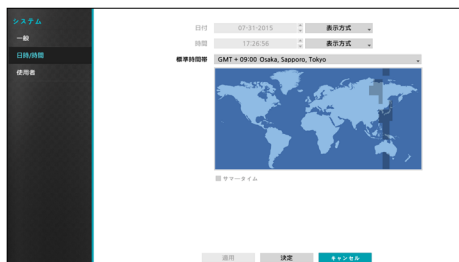 システム
一般
日時/時間
使用者
日付 07-31-2015 表示方式
時間 17:26:56 表示方式
標準時間帯 GMT + 09:00 Osaka, Sapporo, Tokyo
サマータイム
適用 決定 キャンセル